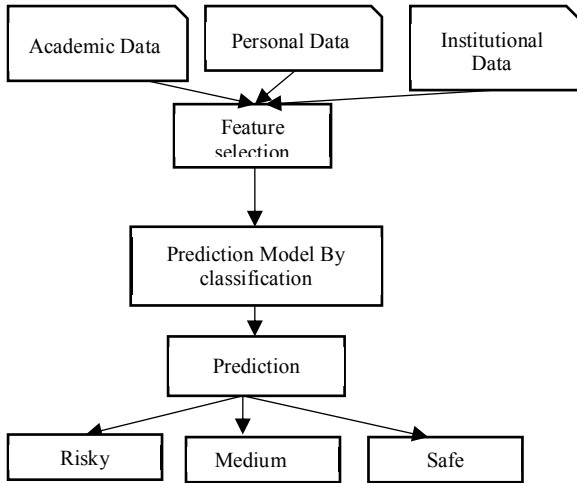 Academic Data
Personal Data
Institutional
Data
Feature
selection
Prediction Model By
classification
Prediction
Risky
Medium
Safe